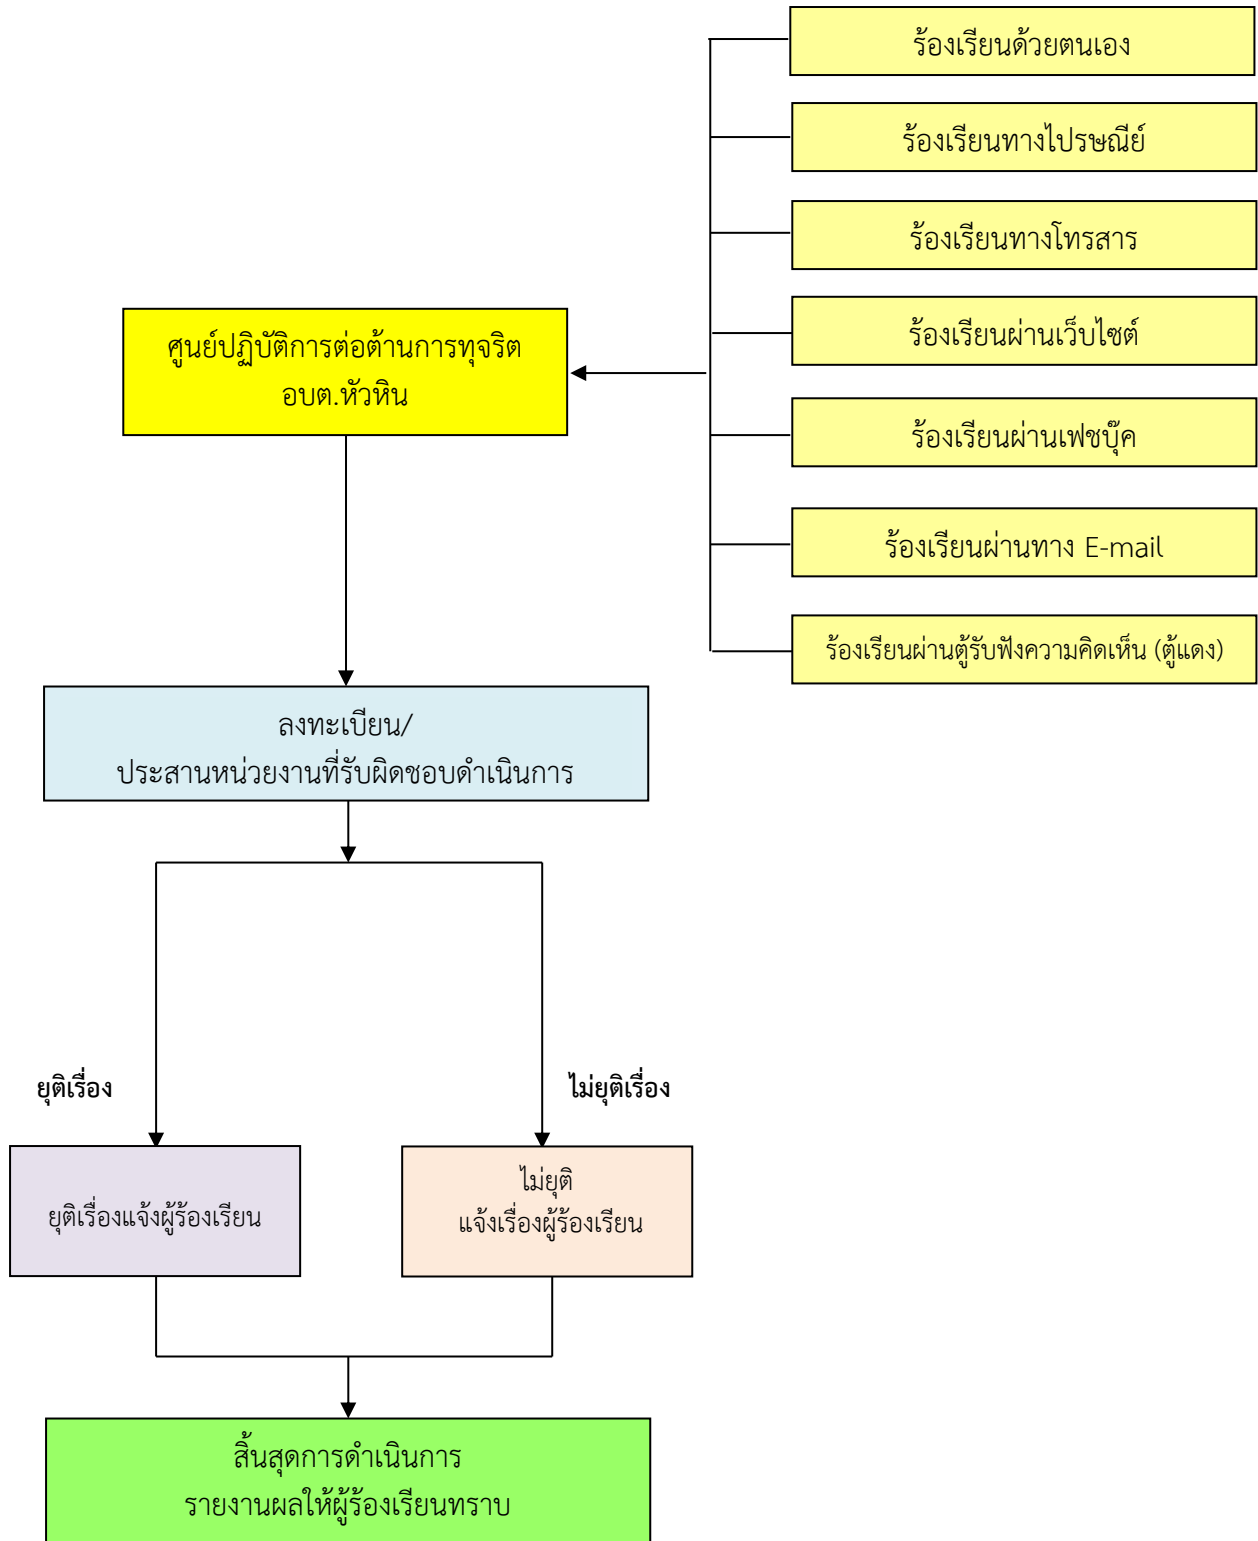 ร้องเรียนด้วยตนเอง
ร้องเรียนทางไปรษณีย์
ร้องเรียนทางโทรสาร
ร้องเรียนผ่านเว็บไซต์
ร้องเรียนผ่านเฟชบุ๊ค
ร้องเรียนผ่านทาง E-mail
ร้องเรียนผ่านตู้รับฟังความคิดเห็น (ตู้แดง)
ศูนย์ปฏิบัติการต่อต้านการทุจริต
อบต.หัวหิน
ลงทะเบียน/
ประสานหน่วยงานที่รับผิดชอบดำเนินการ
ยุติเรื่อง
ไม่ยุติเรื่อง
ยุติเรื่องแจ้งผู้ร้องเรียน
ไม่ยุติ
แจ้งเรื่องผู้ร้องเรียน
สิ้นสุดการดำเนินการ
รายงานผลให้ผู้ร้องเรียนทราบ